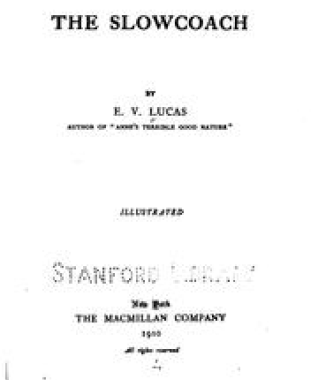 THE SLOWCOACH
BY
E. V. LUCAS
AUTHOR OF "ANNE'S TERRIBLE GOOD NATURE"
ILLUSTRATED
STANFORD LIBRARY
New York
THE MACMILLAN COMPANY
1910
All rights reserved